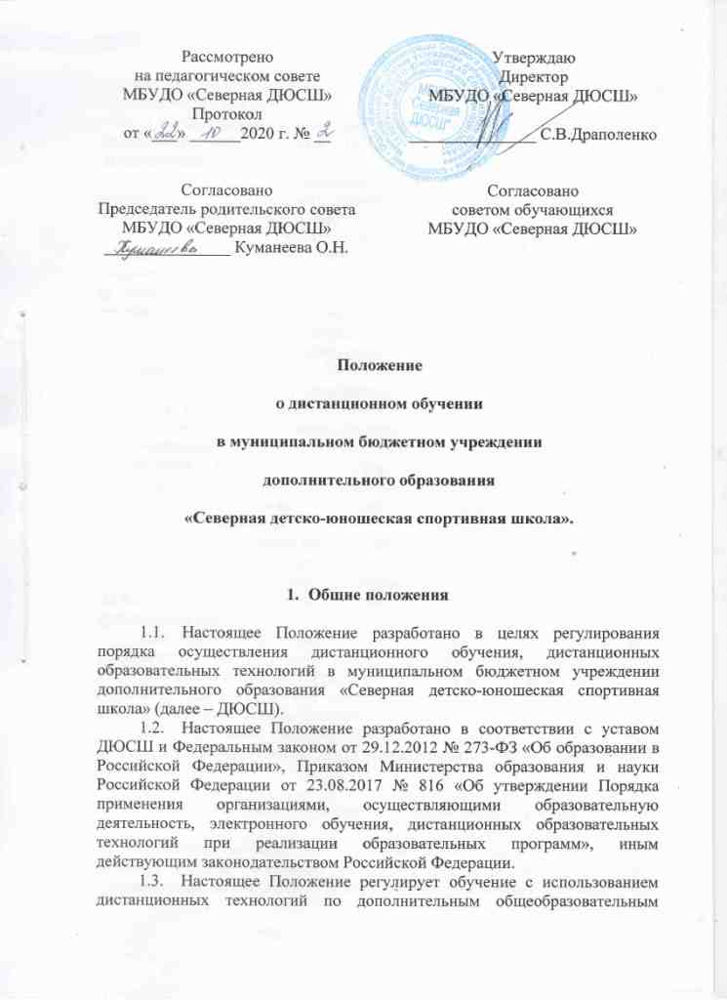 Рассмотрено
на педагогическом совете
МБУДО «Северная ДЮСШ»
Протокол
от «22» 10 2020 г. № 2
Утверждаю
Директор
МБУДО «Северная ДЮСШ»
С.В.Драполенко
"Северная
ДЮСШ"
Согласовано
Председатель родительского совета
МБУДО «Северная ДЮСШ»
Куманеева Куманеева О.Н.
Согласовано
советом обучающихся
МБУДО «Северная ДЮСШ»
Положение
о дистанционном обучении
в муниципальном бюджетном учреждении
дополнительного образования
«Северная детско-юношеская спортивная школа».
1. Общие положения
1.1. Настоящее Положение разработано в целях регулирования
порядка осуществления дистанционного обучения, дистанционных
образовательных технологий в муниципальном бюджетном учреждении
дополнительного образования «Северная детско-юношеская спортивная
школа» (далее – ДЮСШ).
1.2. Настоящее Положение разработано в соответствии с уставом
ДЮСШ и Федеральным законом от 29.12.2012 № 273-ФЗ «Об образовании в
Российской Федерации», Приказом Министерства образования и науки
Российской Федерации от 23.08.2017 № 816 «Об утверждении Порядка
применения организациями, осуществляющими образовательную
деятельность, электронного обучения, дистанционных образовательных
технологий при реализации образовательных программ», иным
действующим законодательством Российской Федерации.
1.3. Настоящее Положение регулирует обучение с использованием
дистанционных технологий по дополнительным общеобразовательным